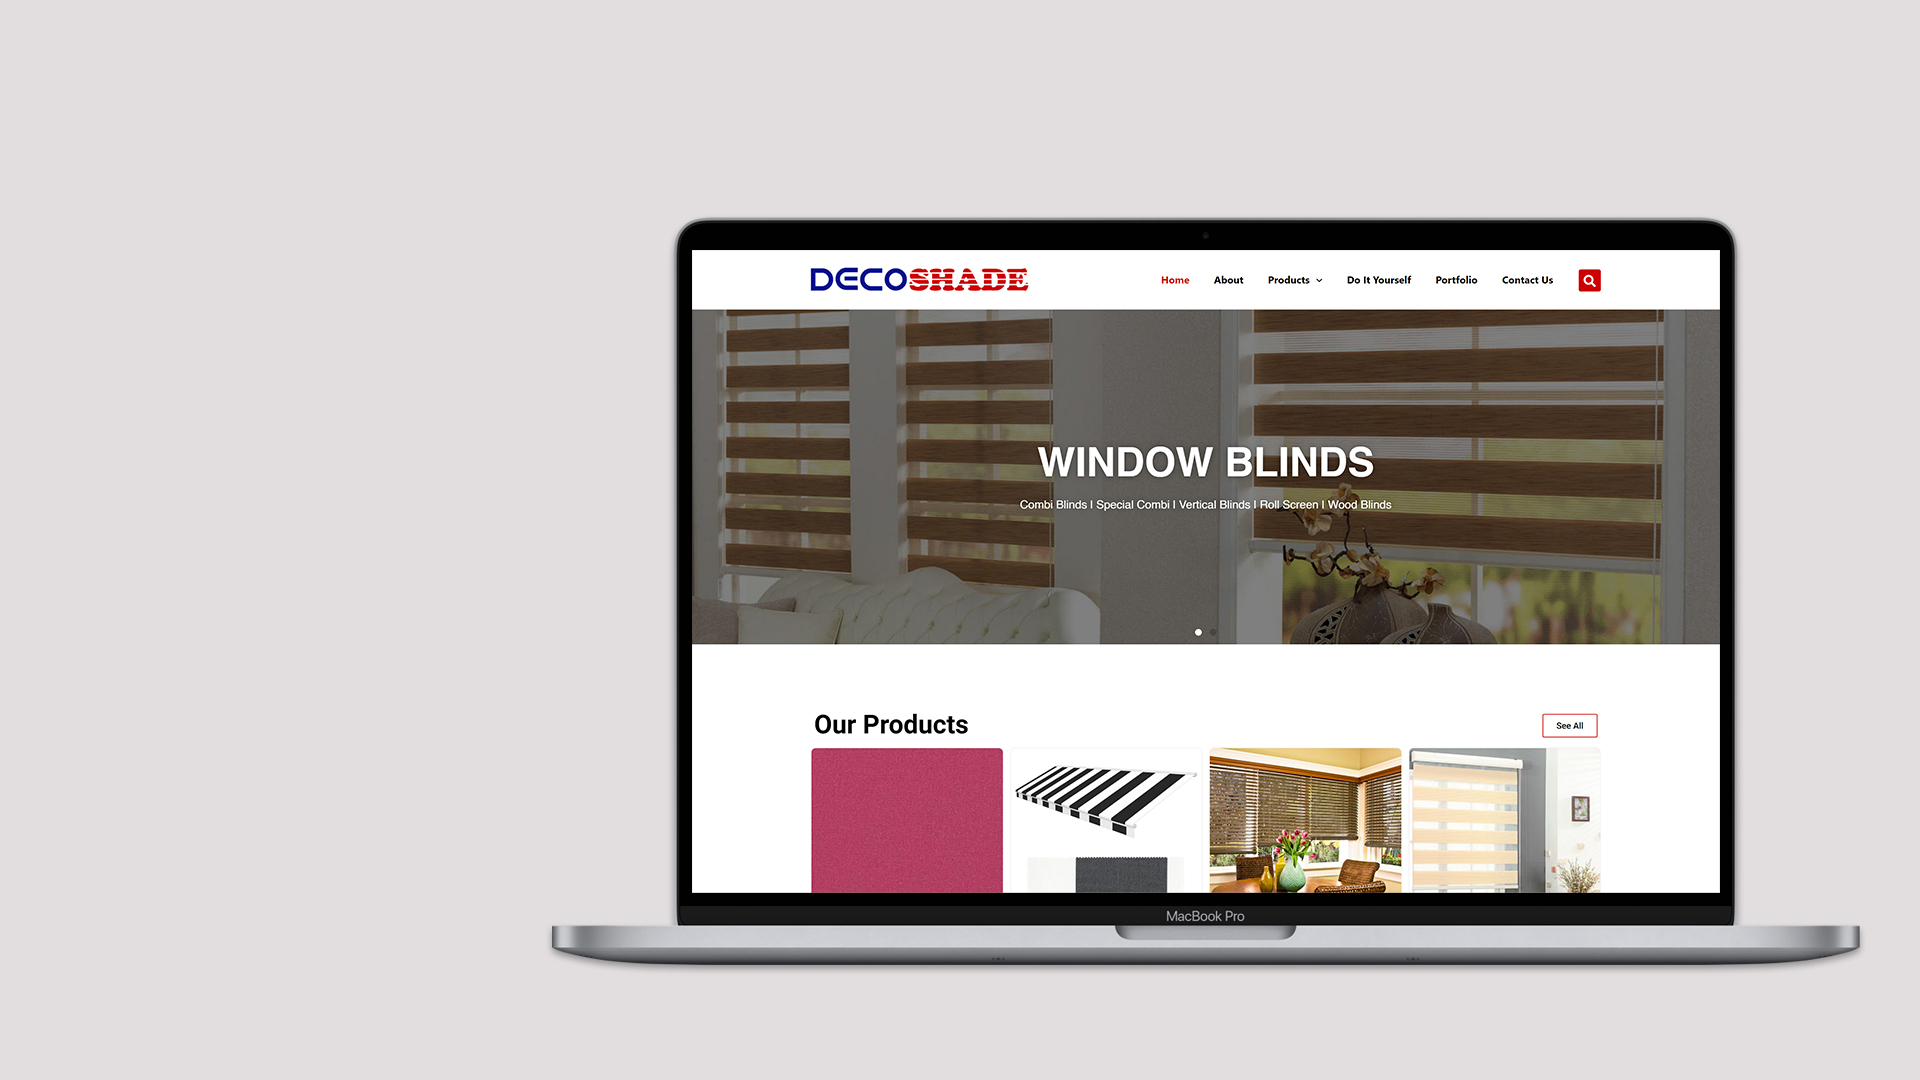 DECOSHADE
Home About Products Do It Yourself Portfolio Contact Us
WINDOW BLINDS
Combi Blinds I Special Combi I Vertical Blinds I Roll Screen I Wood Blinds
Our Products
See All
MacBook Pro